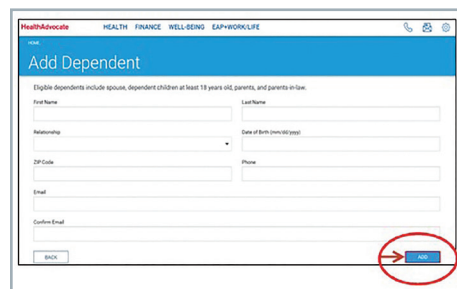 HealthAdvocate HEALTH FINANCE WELL-BEING EAP+WORK/LIFE
HOME
Add Dependent
Eligible dependents include spouse, dependent children at least 18 years old, parents, and parents-in-law.
First Name Last Name
Relationship Date of Birth (mm/dd/yyyy)
ZIP Code Phone
Email
Confirm Email
BACK ADD